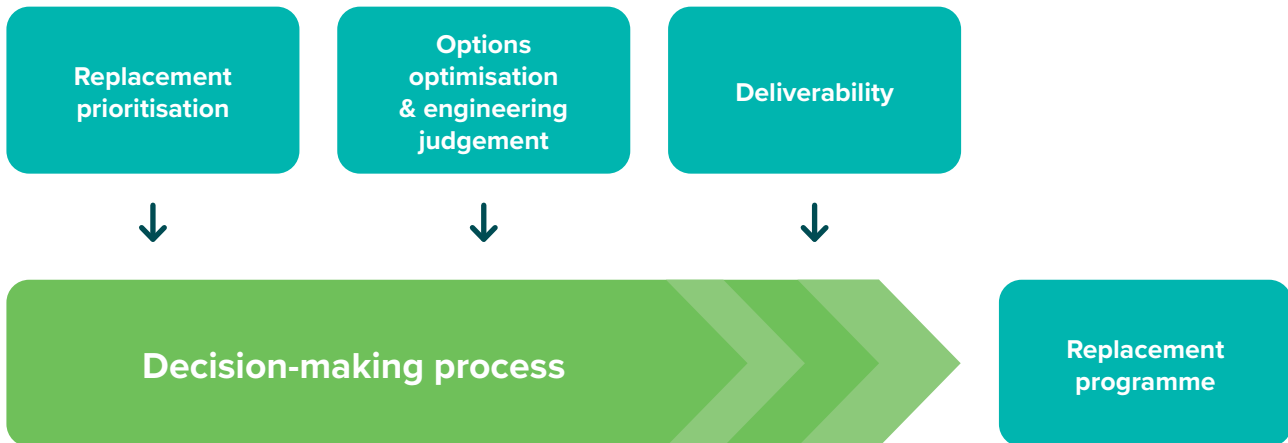 Replacement
prioritisation
Options
optimisation
& engineering
judgement
Deliverability
Decision-making process
Replacement
programme